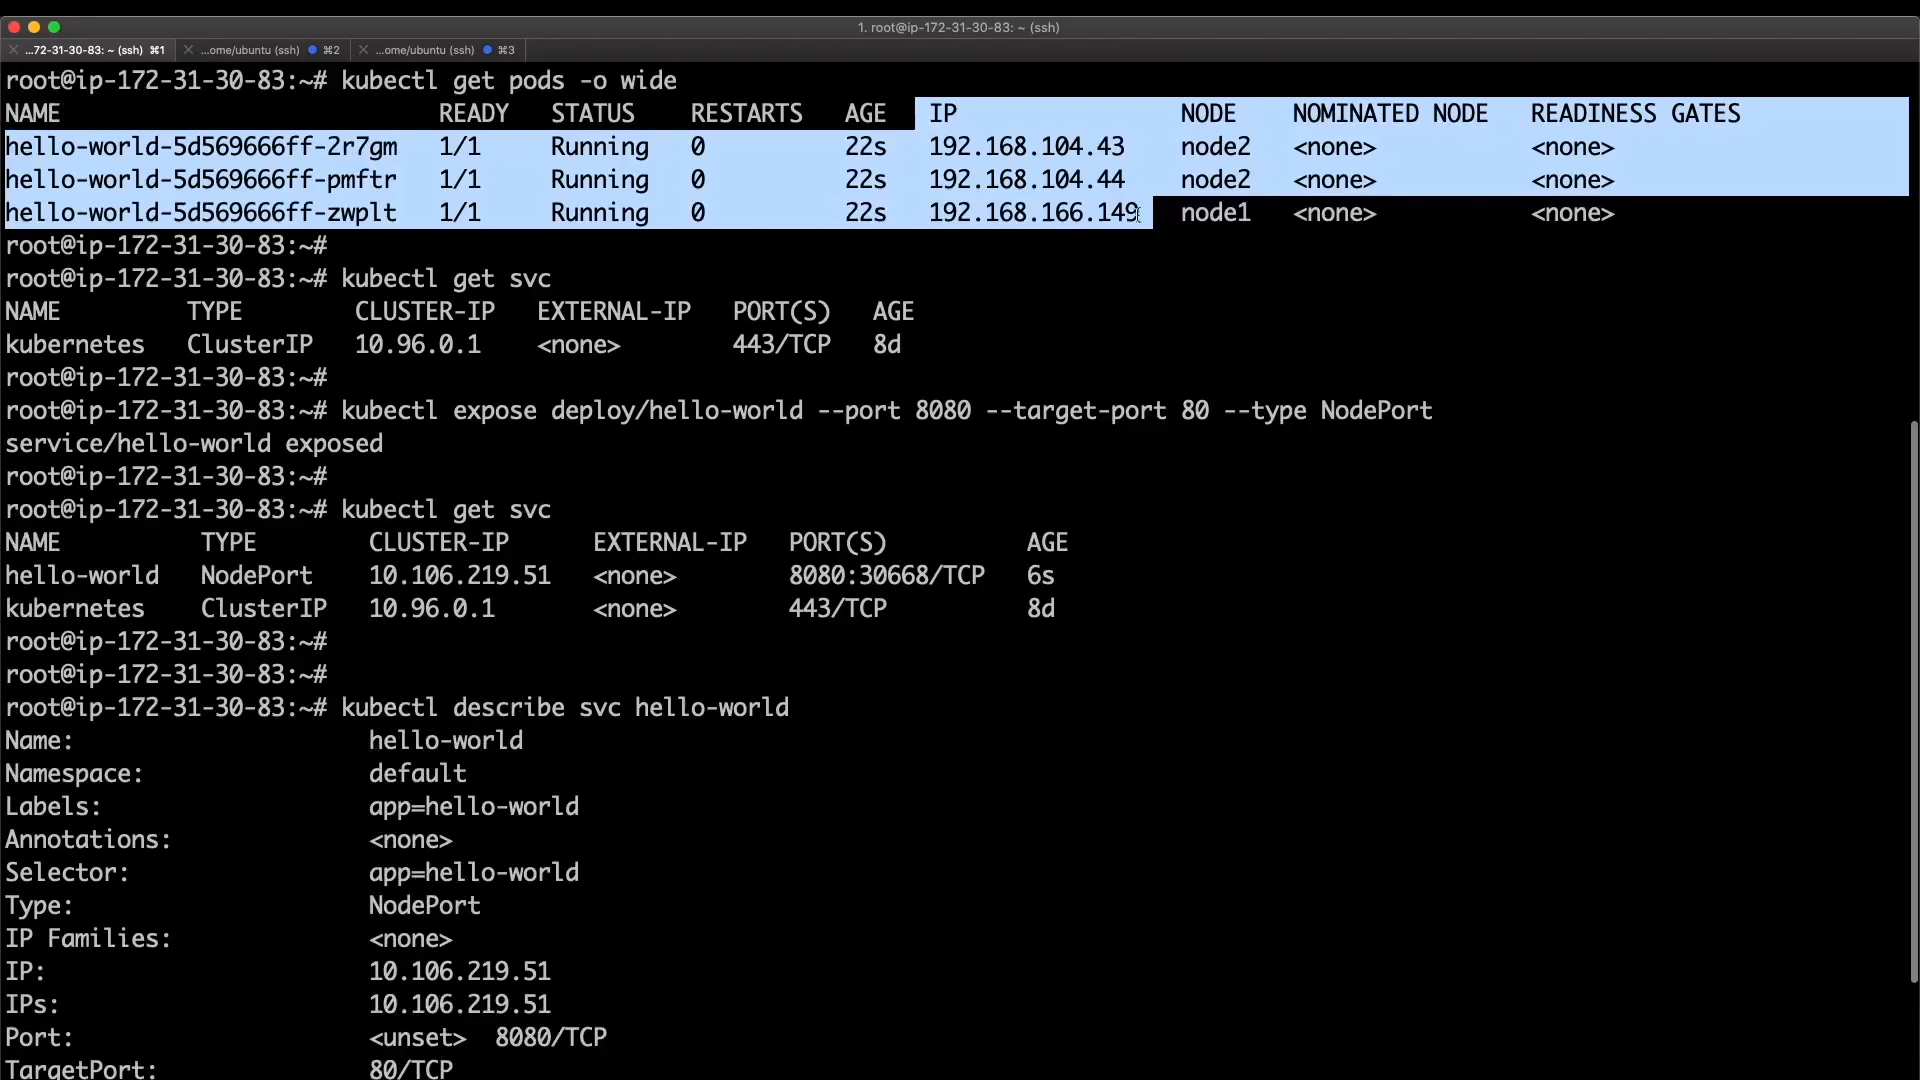 1. root@ip-172-31-30-83: ~ (ssh)
...72-31-30-83: ~ (ssh) ⌘1 ...ome/ubuntu (ssh) ⌘2 ...ome/ubuntu (ssh) ⌘3
root@ip-172-31-30-83:~# kubectl get pods -o wide
NAME READY STATUS RESTARTS AGE IP NODE NOMINATED NODE READINESS GATES
hello-world-5d569666ff-2r7gm 1/1 Running 0 22s 192.168.104.43 node2 <none> <none>
hello-world-5d569666ff-pmftr 1/1 Running 0 22s 192.168.104.44 node2 <none> <none>
hello-world-5d569666ff-zwplt 1/1 Running 0 22s 192.168.166.149 node1 <none> <none>
root@ip-172-31-30-83:~#
root@ip-172-31-30-83:~# kubectl get svc
NAME TYPE CLUSTER-IP EXTERNAL-IP PORT(S) AGE
kubernetes ClusterIP 10.96.0.1 <none> 443/TCP 8d
root@ip-172-31-30-83:~#
root@ip-172-31-30-83:~# kubectl expose deploy/hello-world --port 8080 --target-port 80 --type NodePort
service/hello-world exposed
root@ip-172-31-30-83:~#
root@ip-172-31-30-83:~# kubectl get svc
NAME TYPE CLUSTER-IP EXTERNAL-IP PORT(S) AGE
hello-world NodePort 10.106.219.51 <none> 8080:30668/TCP 6s
kubernetes ClusterIP 10.96.0.1 <none> 443/TCP 8d
root@ip-172-31-30-83:~#
root@ip-172-31-30-83:~#
root@ip-172-31-30-83:~# kubectl describe svc hello-world
Name: hello-world
Namespace: default
Labels: app=hello-world
Annotations: <none>
Selector: app=hello-world
Type: NodePort
IP Families: <none>
IP: 10.106.219.51
IPs: 10.106.219.51
Port: <unset> 8080/TCP
TargetPort: 80/TCP